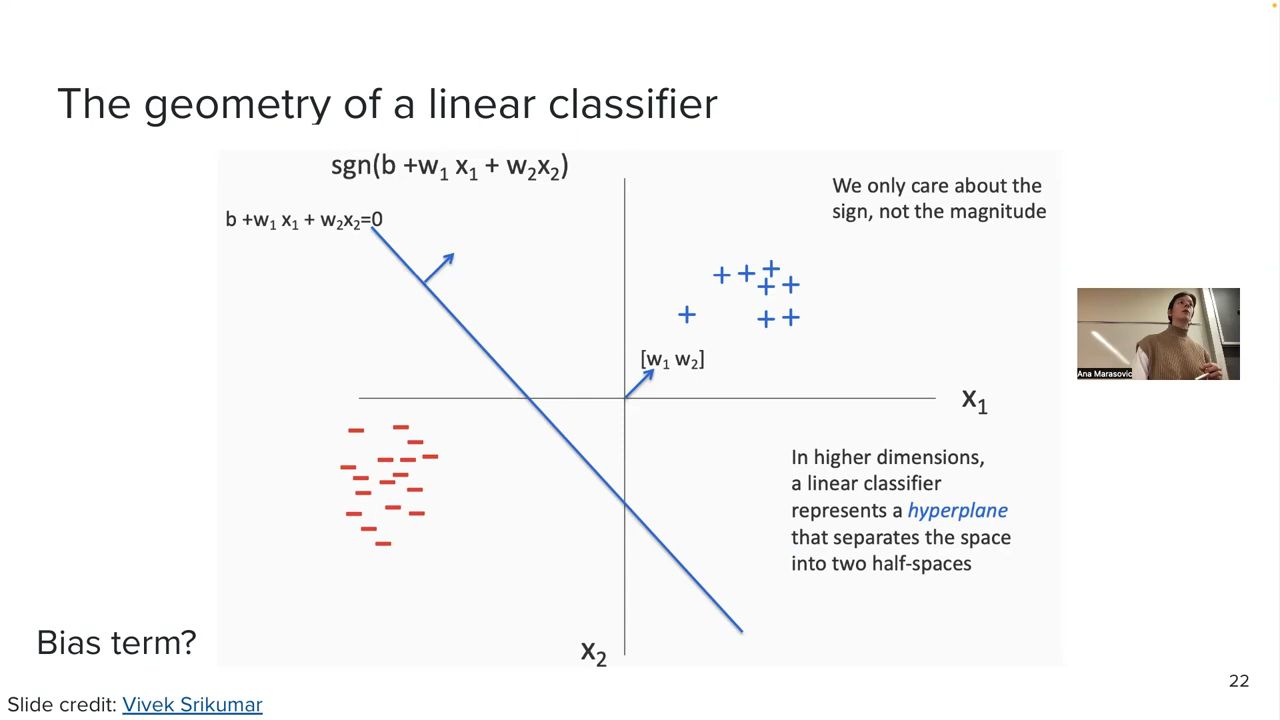 The geometry of a linear classifier
sgn(b +w₁ x₁ + w₂x₂)
b +w₁ x₁ + w₂x₂=0
We only care about the
sign, not the magnitude
[w₁ w₂]
x₁
In higher dimensions,
a linear classifier
represents a hyperplane
that separates the space
into two half-spaces
x₂
Bias term?
Slide credit: Vivek Srikumar
22
Ana Marasovic